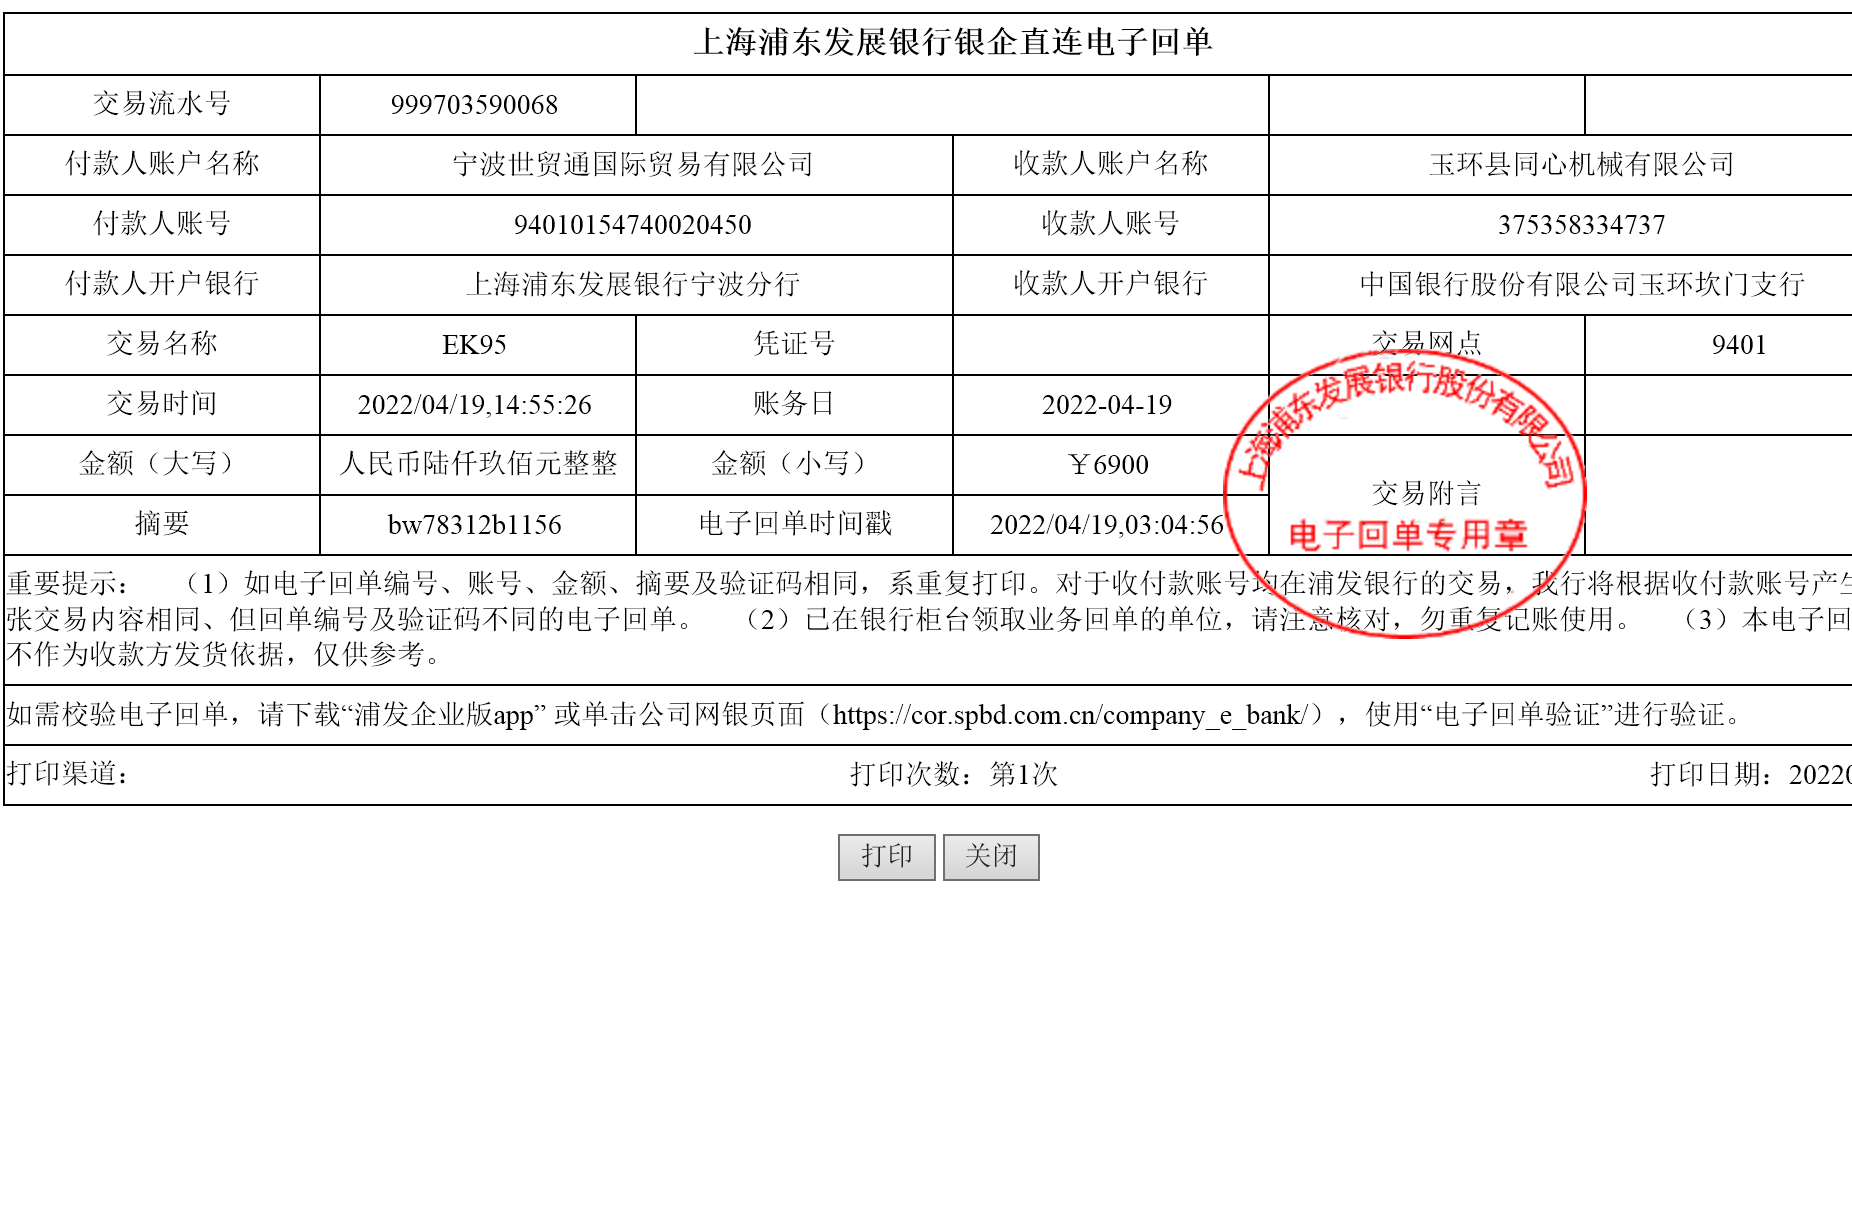 上海浦东发展银行银企直连电子回单
交易流水号 999703590068
付款人账户名称 宁波世贸通国际贸易有限公司 收款人账户名称 玉环县同心机械有限公司
付款人账号 94010154740020450 收款人账号 375358334737
付款人开户银行 上海浦东发展银行宁波分行 收款人开户银行 中国银行股份有限公司玉环坎门支行
交易名称 EK95 凭证号 交易网点 9401
交易时间 2022/04/19,14:55:26 账务日 2022-04-19
上海浦东发展银行股份有限公司
金额（大写） 人民币陆仟玖佰元整整 金额（小写） ￥6900
交易附言
摘要 bw78312b1156 电子回单时间戳 2022/04/19,03:04:56
电子回单专用章
重要提示： （1）如电子回单编号、账号、金额、摘要及验证码相同，系重复打印。对于收付款账号均在浦发银行的交易，我行将根据收付款账号产生
张交易内容相同、但回单编号及验证码不同的电子回单。 （2）已在银行柜台领取业务回单的单位，请注意核对，勿重复记账使用。 （3）本电子回
不作为收款方发货依据，仅供参考。
如需校验电子回单，请下载“浦发企业版app” 或单击公司网银页面（https://cor.spbd.com.cn/company_e_bank/），使用“电子回单验证”进行验证。
打印渠道： 打印次数：第1次 打印日期：20220
打印 关闭